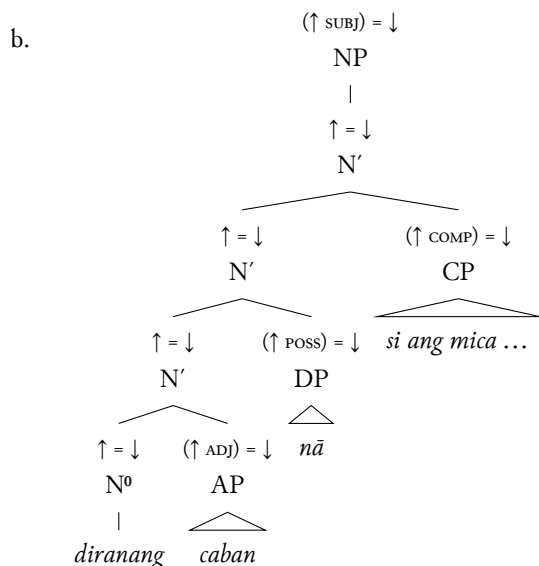 b.
(↑ SUBJ) = ↓
NP
↑ = ↓
N′
↑ = ↓ (↑ COMP) = ↓
N′ CP
↑ = ↓ (↑ POSS) = ↓ si ang mica …
N′ DP
↑ = ↓ (↑ ADJ) = ↓ nā
N⁰ AP
diranang caban